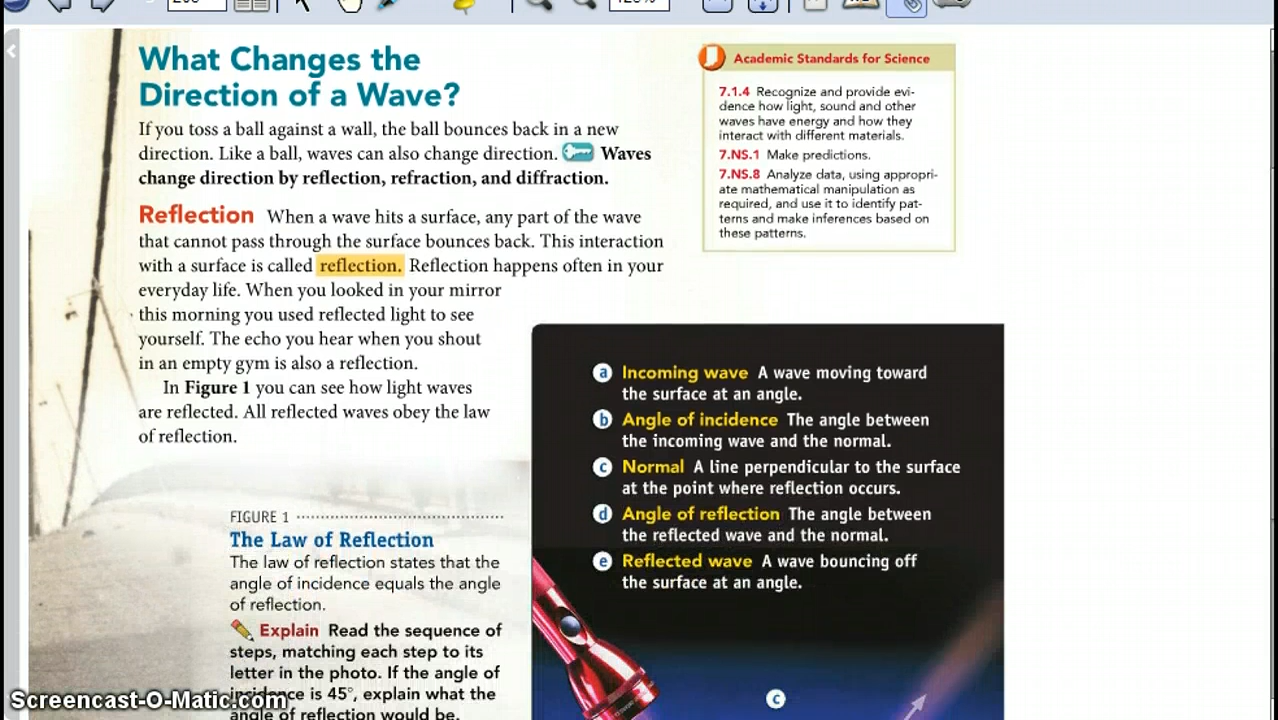 What Changes the
Direction of a Wave?
If you toss a ball against a wall, the ball bounces back in a new
direction. Like a ball, waves can also change direction. Waves
change direction by reflection, refraction, and diffraction.
Reflection When a wave hits a surface, any part of the wave
that cannot pass through the surface bounces back. This interaction
with a surface is called reflection. Reflection happens often in your
everyday life. When you looked in your mirror
this morning you used reflected light to see
yourself. The echo you hear when you shout
in an empty gym is also a reflection.
In Figure 1 you can see how light waves
are reflected. All reflected waves obey the law
of reflection.
FIGURE 1
The Law of Reflection
The law of reflection states that the
angle of incidence equals the angle
of reflection.
Explain Read the sequence of
steps, matching each step to its
letter in the photo. If the angle of
incidence is 45°, explain what the
angle of reflection would be.
Academic Standards for Science
7.1.4 Recognize and provide evi-
dence how light, sound and other
waves have energy and how they
interact with different materials.
7.NS.1 Make predictions.
7.NS.8 Analyze data, using appropri-
ate mathematical manipulation as
required, and use it to identify pat-
terns and make inferences based on
these patterns.
a Incoming wave A wave moving toward
the surface at an angle.
b Angle of incidence The angle between
the incoming wave and the normal.
c Normal A line perpendicular to the surface
at the point where reflection occurs.
d Angle of reflection The angle between
the reflected wave and the normal.
e Reflected wave A wave bouncing off
the surface at an angle.
c
Screencast-O-Matic.com